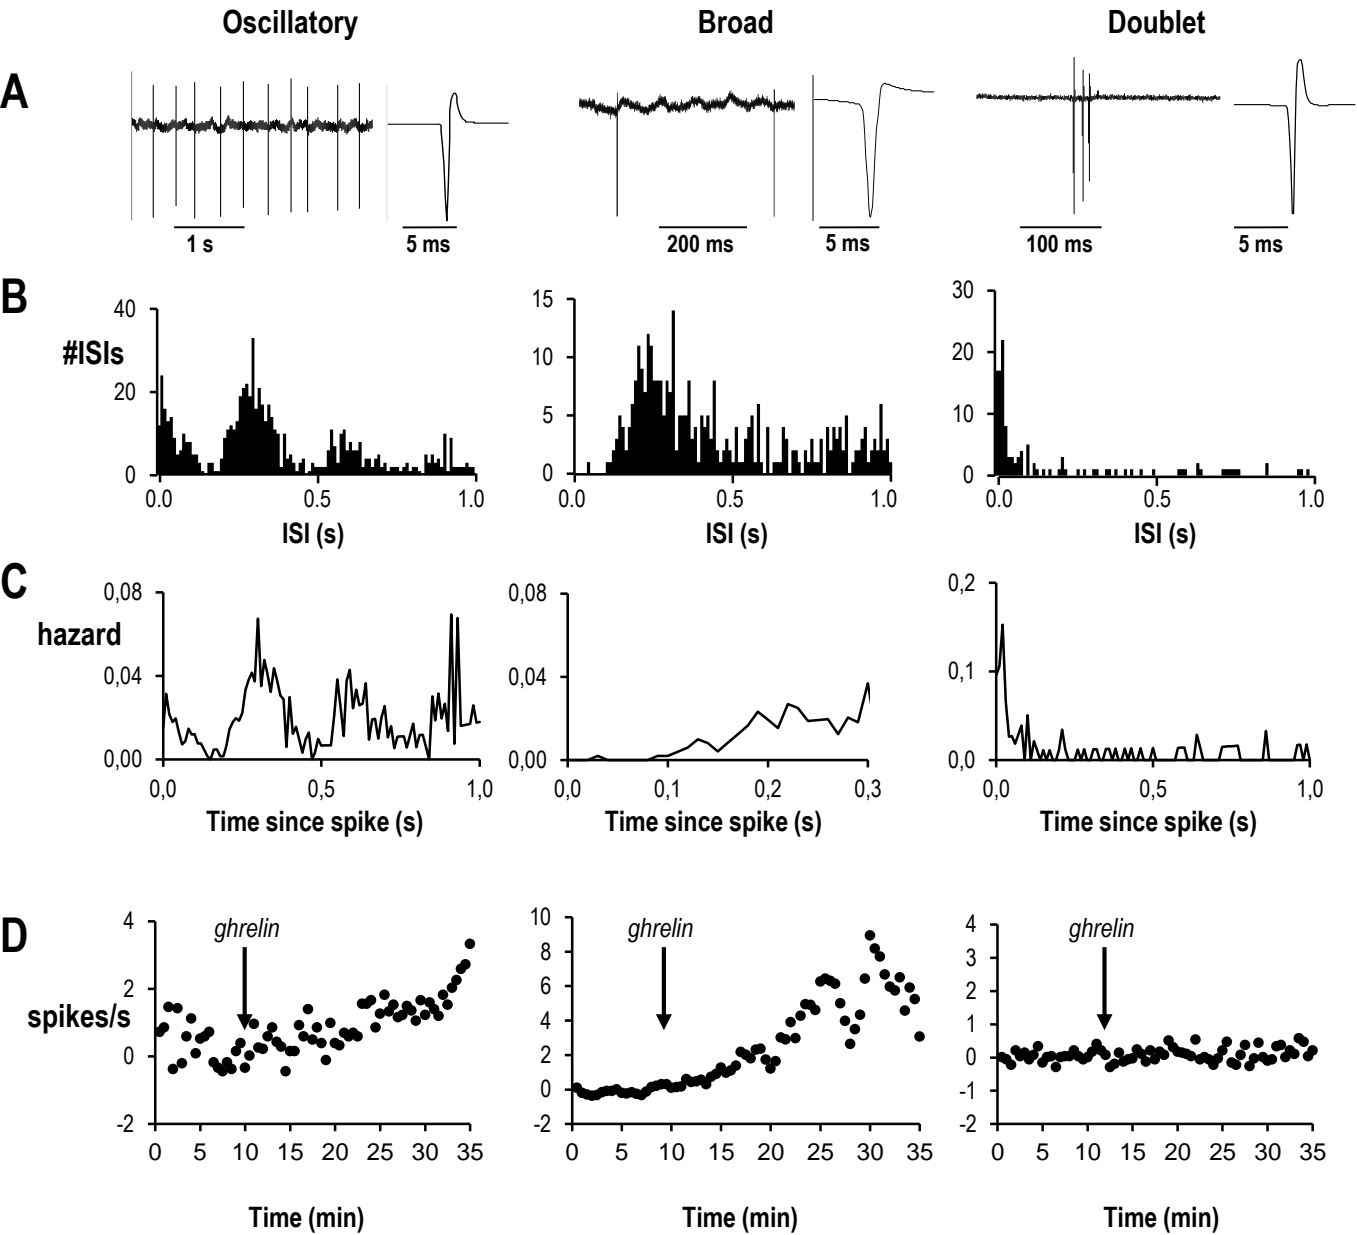 Oscillatory Broad Doublet
A
1 s 5 ms 200 ms 5 ms 100 ms 5 ms
B
#ISIs
40
20
0
0.0 0.5 1.0
ISI (s)
15
10
5
0
0.0 0.5 1.0
ISI (s)
30
20
10
0
0.0 0.5 1.0
ISI (s)
C
hazard
0,08
0,04
0,00
0,0 0,5 1,0
Time since spike (s)
0,08
0,04
0,00
0,0 0,1 0,2 0,3
Time since spike (s)
0,2
0,1
0,0
0,0 0,5 1,0
Time since spike (s)
D
spikes/s
ghrelin
4
2
0
-2
0 5 10 15 20 25 30 35
Time (min)
ghrelin
10
8
6
4
2
0
-2
0 5 10 15 20 25 30 35
Time (min)
ghrelin
4
3
2
1
0
-1
-2
0 5 10 15 20 25 30 35
Time (min)